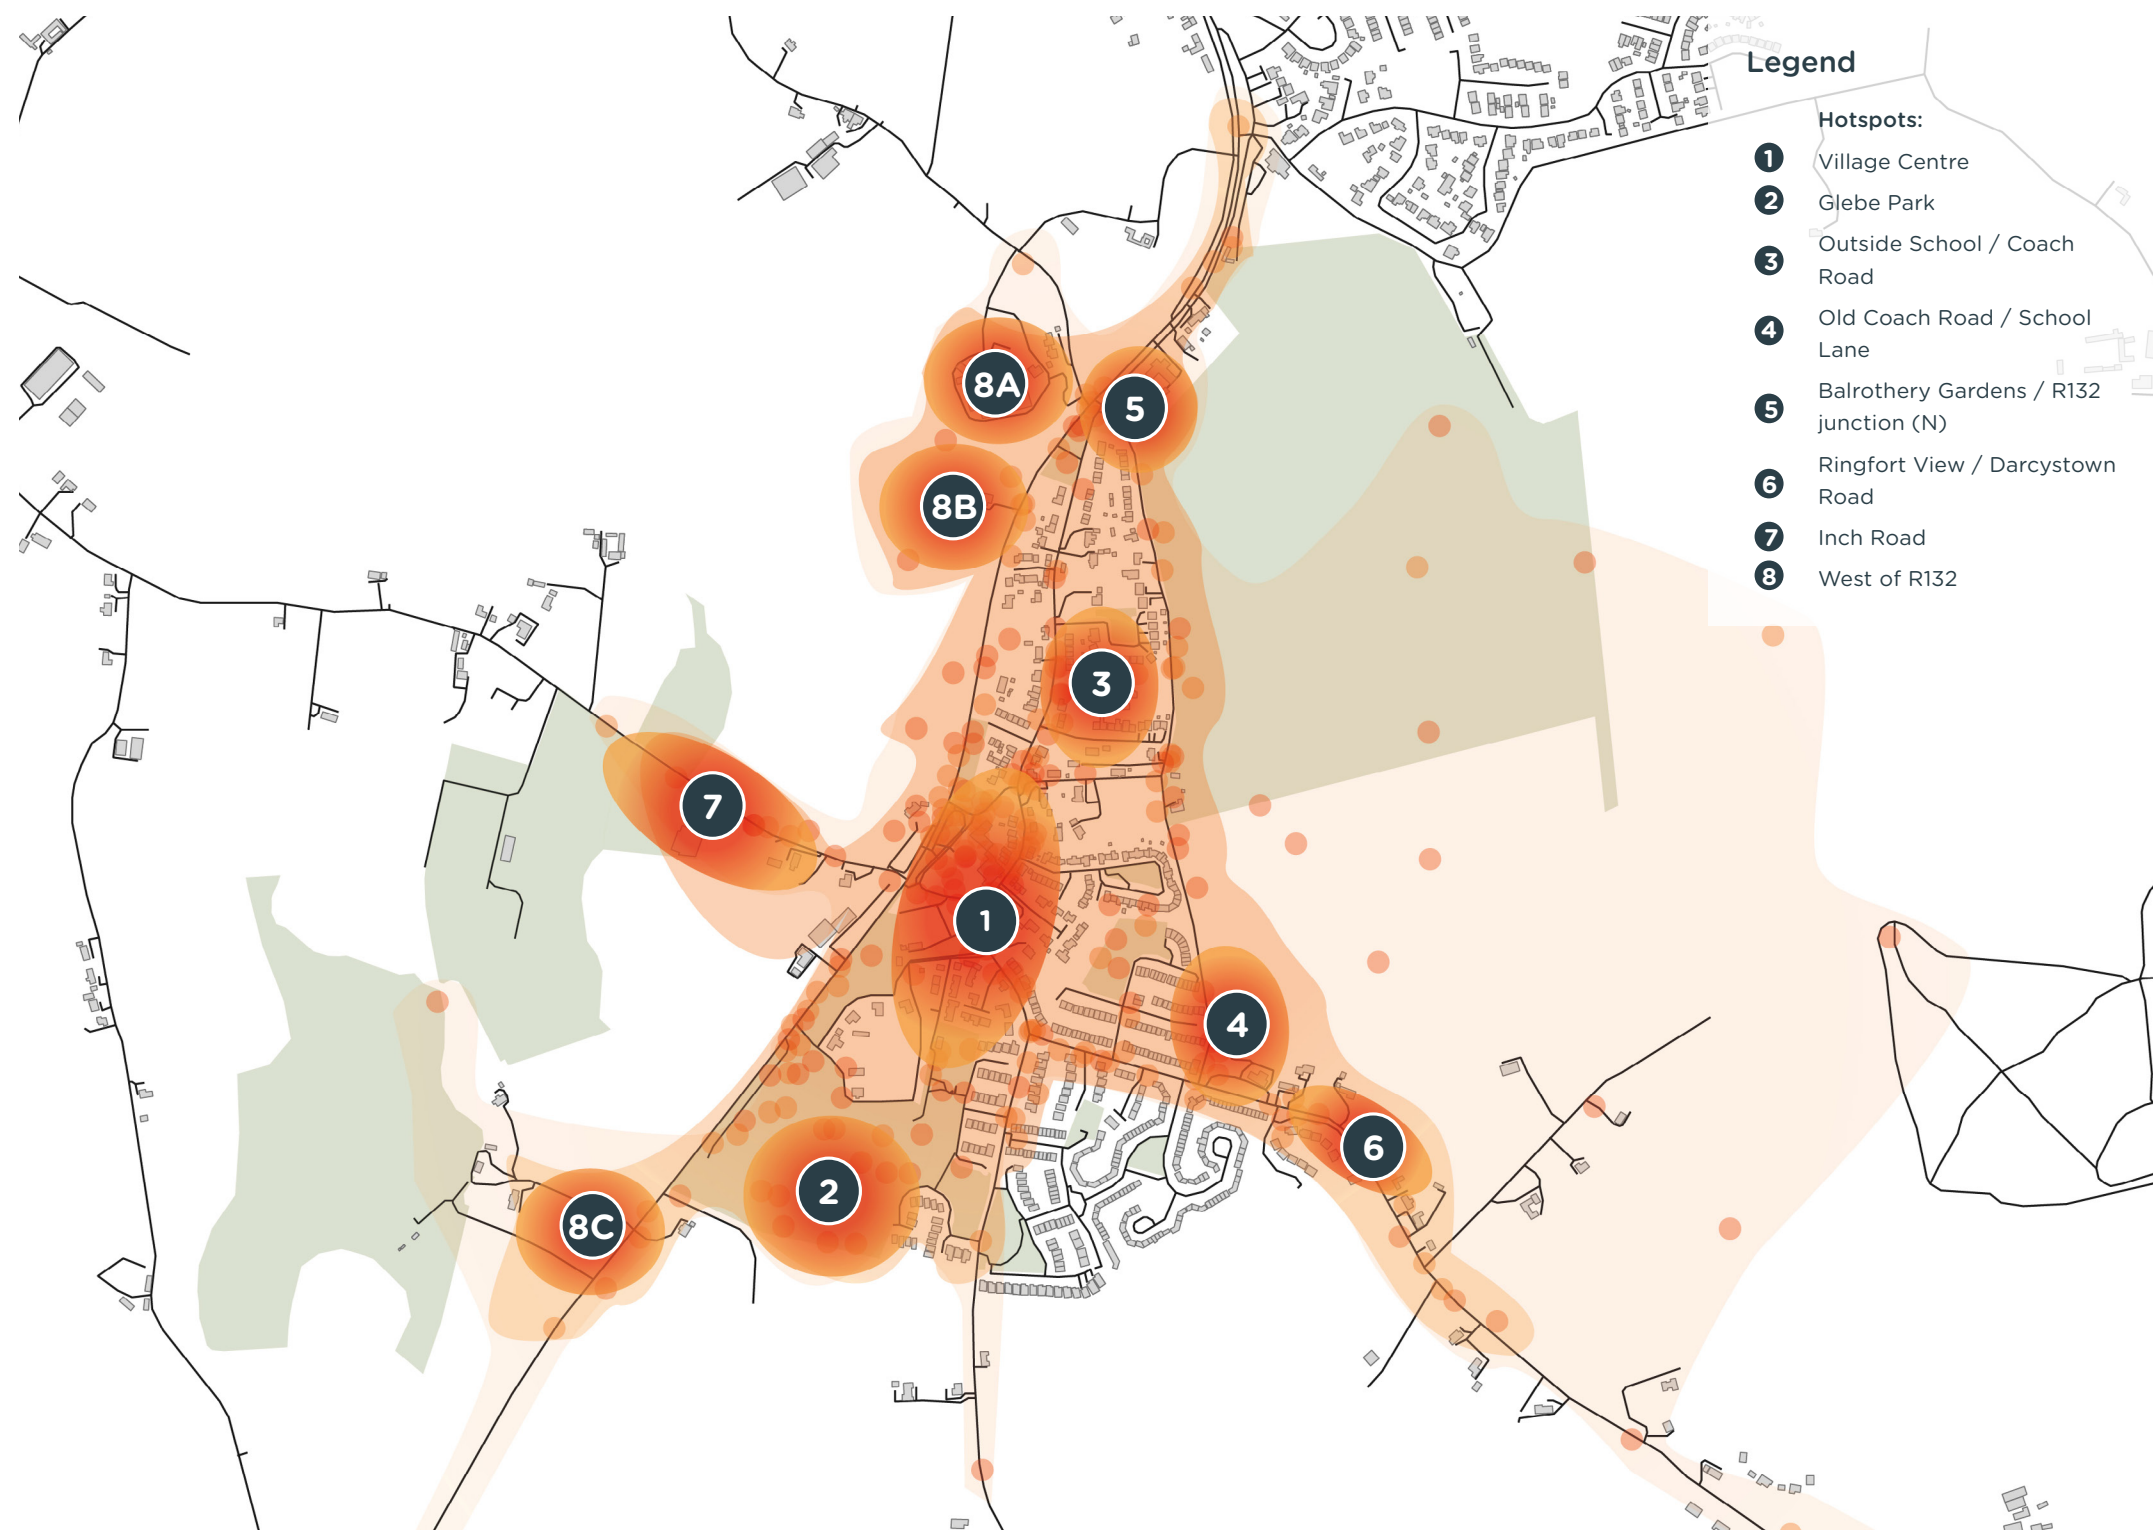 Legend
Hotspots:
1 Village Centre
2 Glebe Park
3 Outside School / Coach
Road
4 Old Coach Road / School
Lane
5 Balrothery Gardens / R132
junction (N)
6 Ringfort View / Darcystown
Road
7 Inch Road
8 West of R132
8A
5
8B
3
7
1
4
6
2
8C